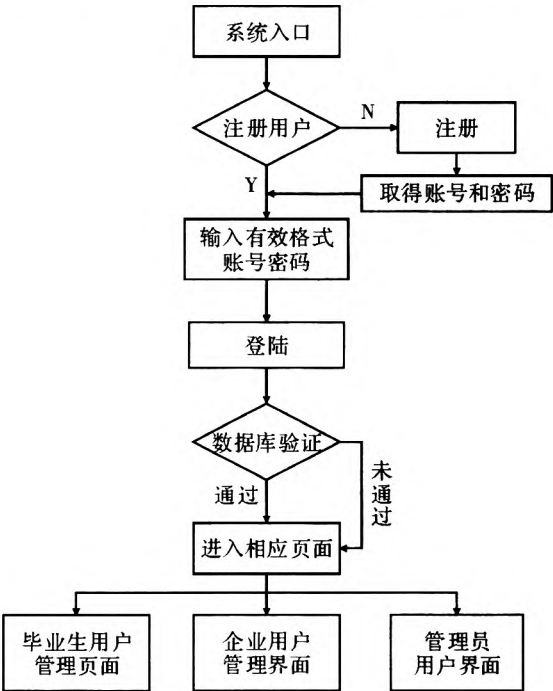 系统入口
注册用户
N
注册
Y
取得账号和密码
输入有效格式
账号密码
登陆
数据库验证
通过
未
通
过
进入相应页面
毕业生用户
管理页面
企业用户
管理界面
管理员
用户界面